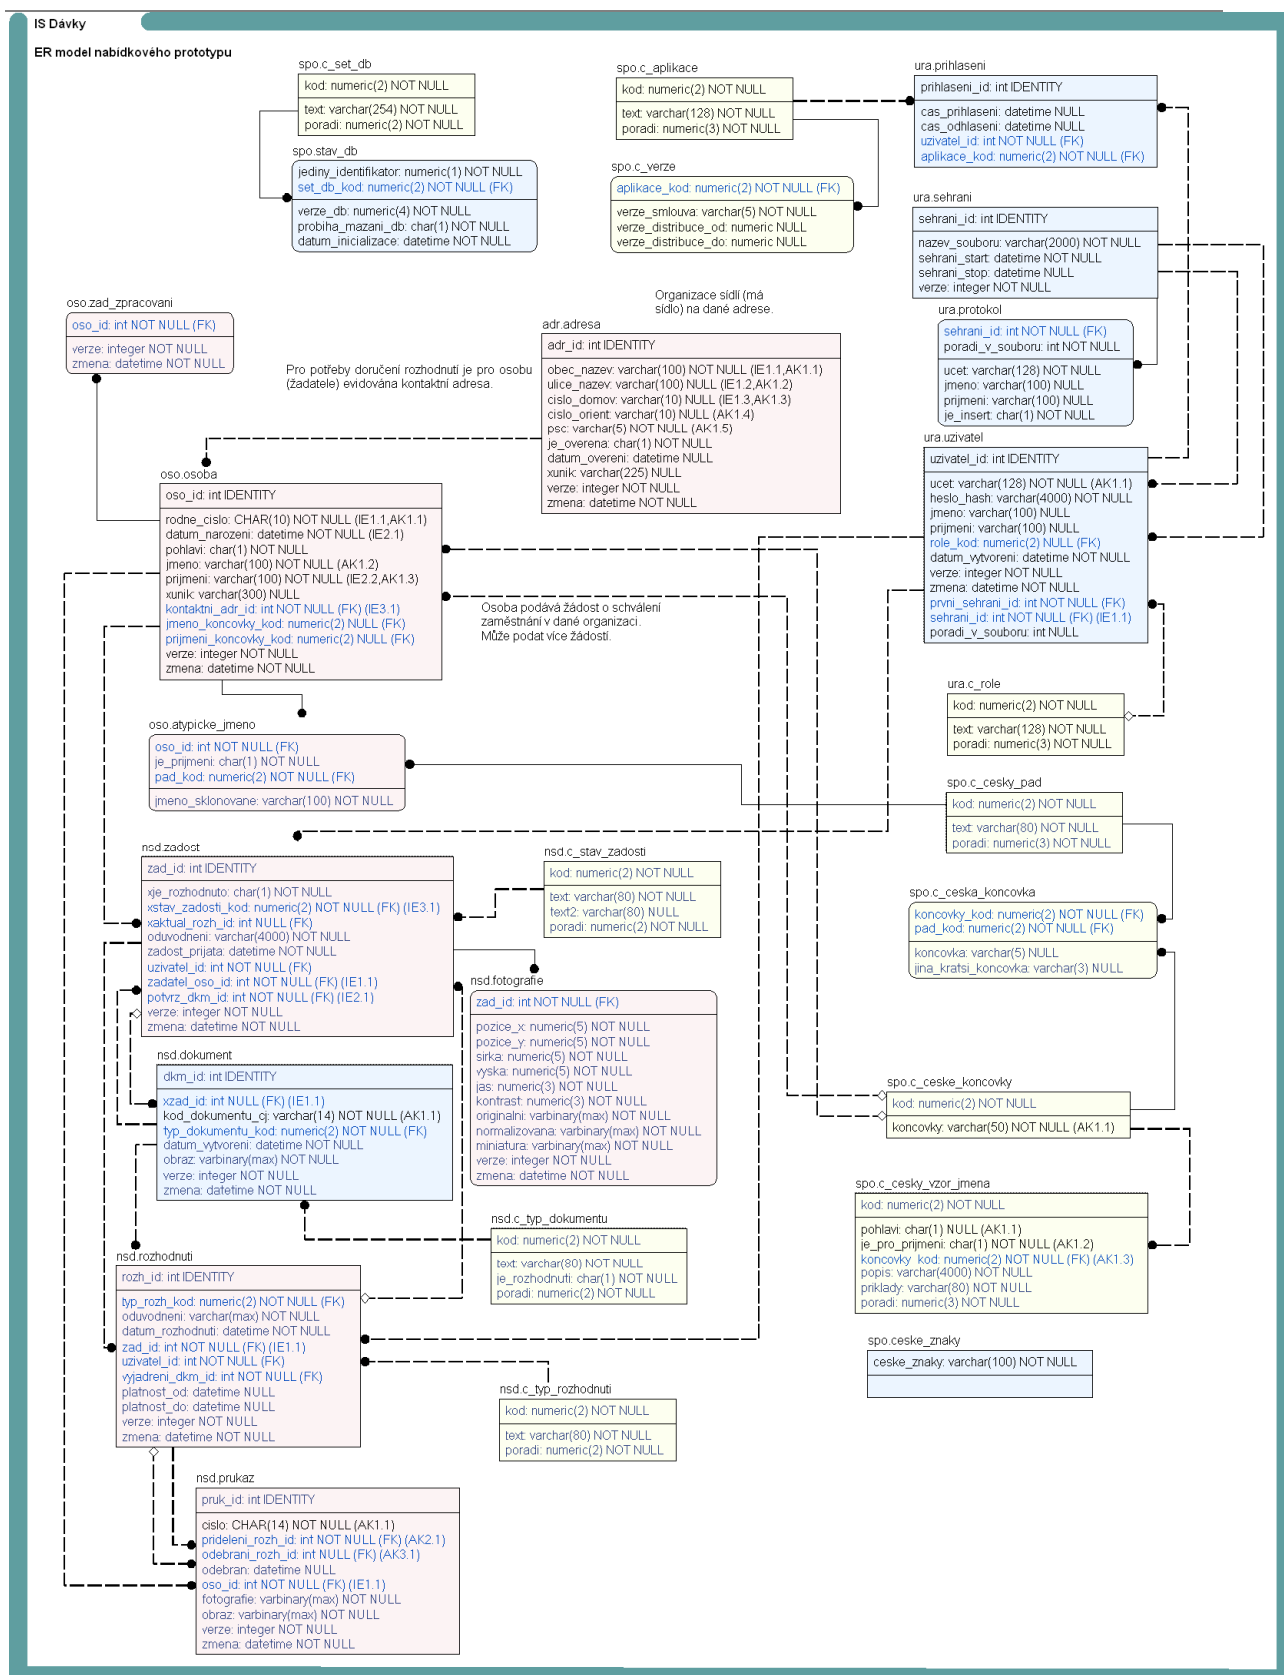 IS Dávky
ER model nabídkového prototypu
spo.c_set_db
kod: numeric(2) NOT NULL
text: varchar(254) NOT NULL
poradi: numeric(2) NOT NULL
spo.stav_db
jediny_identifikator: numeric(1) NOT NULL
set_db_kod: numeric(2) NOT NULL (FK)
verze_db: numeric(4) NOT NULL
probiha_mazani_db: char(1) NOT NULL
datum_inicializace: datetime NOT NULL
spo.c_aplikace
kod: numeric(2) NOT NULL
text: varchar(128) NOT NULL
poradi: numeric(3) NOT NULL
spo.c_verze
aplikace_kod: numeric(2) NOT NULL (FK)
verze_smlouva: varchar(5) NOT NULL
verze_distribuce_od: numeric NULL
verze_distribuce_do: numeric NULL
ura.prihlaseni
prihlaseni_id: int IDENTITY
cas_prihlaseni: datetime NULL
cas_odhlaseni: datetime NULL
uzivatel_id: int NOT NULL (FK)
aplikace_kod: numeric(2) NOT NULL (FK)
ura.sehrani
sehrani_id: int IDENTITY
nazev_souboru: varchar(2000) NOT NULL
sehrani_start: datetime NOT NULL
sehrani_stop: datetime NULL
verze: integer NOT NULL
ura.protokol
sehrani_id: int NOT NULL (FK)
poradi_v_souboru: int NOT NULL
ucet: varchar(128) NOT NULL
jmeno: varchar(100) NULL
prijmeni: varchar(100) NULL
je_insert: char(1) NOT NULL
ura.uzivatel
uzivatel_id: int IDENTITY
ucet: varchar(128) NOT NULL (AK1.1)
heslo_hash: varchar(4000) NOT NULL
jmeno: varchar(100) NULL
prijmeni: varchar(100) NULL
role_kod: numeric(2) NULL (FK)
datum_vytvoreni: datetime NOT NULL
verze: integer NOT NULL
zmena: datetime NOT NULL
prvni_sehrani_id: int NOT NULL (FK)
sehrani_id: int NOT NULL (FK) (IE1.1)
poradi_v_souboru: int NULL
oso.zad_zpracovani
oso_id: int NOT NULL (FK)
verze: integer NOT NULL
zmena: datetime NOT NULL
Organizace sídlí (má
sídlo) na dané adrese.
Pro potřeby doručení rozhodnutí je pro osobu
(žadatele) evidována kontaktní adresa.
adr.adresa
adr_id: int IDENTITY
obec_nazev: varchar(100) NOT NULL (IE1.1,AK1.1)
ulice_nazev: varchar(100) NULL (IE1.2,AK1.2)
cislo_domov: varchar(10) NULL (IE1.3,AK1.3)
cislo_orient: varchar(10) NULL (AK1.4)
psc: varchar(5) NOT NULL (AK1.5)
je_overena: char(1) NOT NULL
datum_overeni: datetime NULL
xunik: varchar(225) NULL
verze: integer NOT NULL
zmena: datetime NOT NULL
oso.osoba
oso_id: int IDENTITY
rodne_cislo: CHAR(10) NOT NULL (IE1.1,AK1.1)
datum_narozeni: datetime NOT NULL (IE2.1)
pohlavi: char(1) NOT NULL
jmeno: varchar(100) NOT NULL (AK1.2)
prijmeni: varchar(100) NOT NULL (IE2.2,AK1.3)
xunik: varchar(300) NULL
kontaktni_adr_id: int NOT NULL (FK) (IE3.1)
jmeno_koncovky_kod: numeric(2) NULL (FK)
prijmeni_koncovky_kod: numeric(2) NULL (FK)
verze: integer NOT NULL
zmena: datetime NOT NULL
Osoba podává žádost o schválení
zaměstnání v dané organizaci.
Může podat více žádostí.
ura.c_role
kod: numeric(2) NOT NULL
text: varchar(128) NOT NULL
poradi: numeric(3) NOT NULL
oso.atypicke_jmeno
oso_id: int NOT NULL (FK)
je_prijmeni: char(1) NOT NULL
pad_kod: numeric(2) NOT NULL (FK)
jmeno_sklonovane: varchar(100) NOT NULL
spo.c_cesky_pad
kod: numeric(2) NOT NULL
text: varchar(80) NOT NULL
poradi: numeric(3) NOT NULL
nsd.zadost
zad_id: int IDENTITY
xje_rozhodnuto: char(1) NOT NULL
xstav_zadosti_kod: numeric(2) NOT NULL (FK) (IE3.1)
xaktual_rozh_id: int NULL (FK)
oduvodneni: varchar(4000) NOT NULL
zadost_prijata: datetime NOT NULL
uzivatel_id: int NOT NULL (FK)
zadatel_oso_id: int NOT NULL (FK) (IE1.1)
potvrz_dkm_id: int NOT NULL (FK) (IE2.1)
verze: integer NOT NULL
zmena: datetime NOT NULL
nsd.c_stav_zadosti
kod: numeric(2) NOT NULL
text: varchar(80) NOT NULL
text2: varchar(80) NULL
poradi: numeric(2) NOT NULL
spo.c_ceska_koncovka
koncovky_kod: numeric(2) NOT NULL (FK)
pad_kod: numeric(2) NOT NULL (FK)
koncovka: varchar(5) NULL
jina_kratsi_koncovka: varchar(3) NULL
nsd.fotografie
zad_id: int NOT NULL (FK)
pozice_x: numeric(5) NOT NULL
pozice_y: numeric(5) NOT NULL
sirka: numeric(5) NOT NULL
vyska: numeric(5) NOT NULL
jas: numeric(3) NOT NULL
kontrast: numeric(3) NOT NULL
originalni: varbinary(max) NOT NULL
normalizovana: varbinary(max) NOT NULL
miniatura: varbinary(max) NOT NULL
verze: integer NOT NULL
zmena: datetime NOT NULL
nsd.dokument
dkm_id: int IDENTITY
xzad_id: int NULL (FK) (IE1.1)
kod_dokumentu_cj: varchar(14) NOT NULL (AK1.1)
typ_dokumentu_kod: numeric(2) NOT NULL (FK)
datum_vytvoreni: datetime NOT NULL
obraz: varbinary(max) NOT NULL
verze: integer NOT NULL
zmena: datetime NOT NULL
spo.c_ceske_koncovky
kod: numeric(2) NOT NULL
koncovky: varchar(50) NOT NULL (AK1.1)
spo.c_cesky_vzor_jmena
kod: numeric(2) NOT NULL
pohlavi: char(1) NULL (AK1.1)
je_pro_prijmeni: char(1) NOT NULL (AK1.2)
koncovky_kod: numeric(2) NOT NULL (FK) (AK1.3)
popis: varchar(4000) NOT NULL
priklady: varchar(80) NOT NULL
poradi: numeric(3) NOT NULL
nsd.c_typ_dokumentu
kod: numeric(2) NOT NULL
text: varchar(80) NOT NULL
je_rozhodnuti: char(1) NOT NULL
poradi: numeric(2) NOT NULL
nsd.rozhodnuti
rozh_id: int IDENTITY
typ_rozh_kod: numeric(2) NOT NULL (FK)
oduvodneni: varchar(max) NOT NULL
datum_rozhodnuti: datetime NOT NULL
zad_id: int NOT NULL (FK) (IE1.1)
uzivatel_id: int NOT NULL (FK)
vyjadreni_dkm_id: int NOT NULL (FK)
platnost_od: datetime NULL
platnost_do: datetime NULL
verze: integer NOT NULL
zmena: datetime NOT NULL
spo.ceske_znaky
ceske_znaky: varchar(100) NOT NULL
nsd.c_typ_rozhodnuti
kod: numeric(2) NOT NULL
text: varchar(80) NOT NULL
poradi: numeric(2) NOT NULL
nsd.prukaz
pruk_id: int IDENTITY
cislo: CHAR(14) NOT NULL (AK1.1)
prideleni_rozh_id: int NOT NULL (FK) (AK2.1)
odebrani_rozh_id: int NULL (FK) (AK3.1)
odebran: datetime NULL
oso_id: int NOT NULL (FK) (IE1.1)
fotografie: varbinary(max) NOT NULL
obraz: varbinary(max) NOT NULL
verze: integer NOT NULL
zmena: datetime NOT NULL